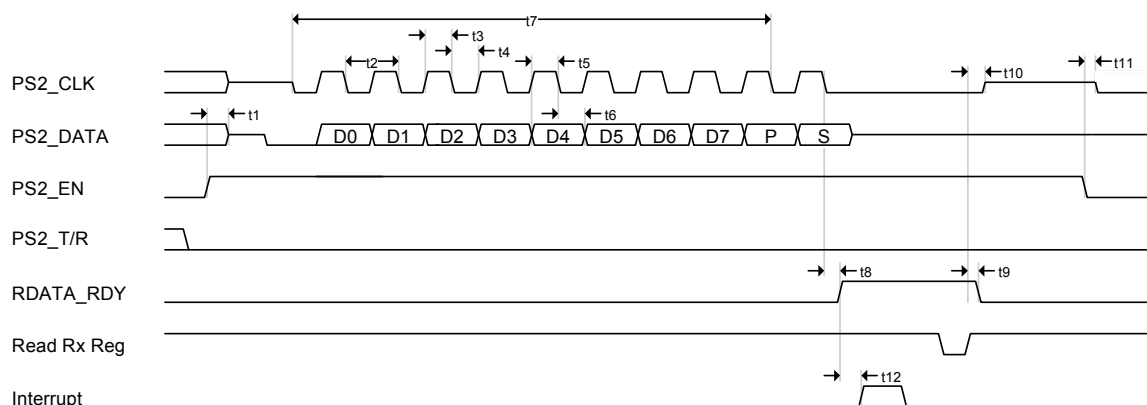 t7
t3
t2
t4
t5
t10
t11
PS2_CLK
t1
t6
PS2_DATA
D0 D1 D2 D3 D4 D5 D6 D7 P S
PS2_EN
PS2_T/R
t8
t9
RDATA_RDY
Read Rx Reg
t12
Interrupt